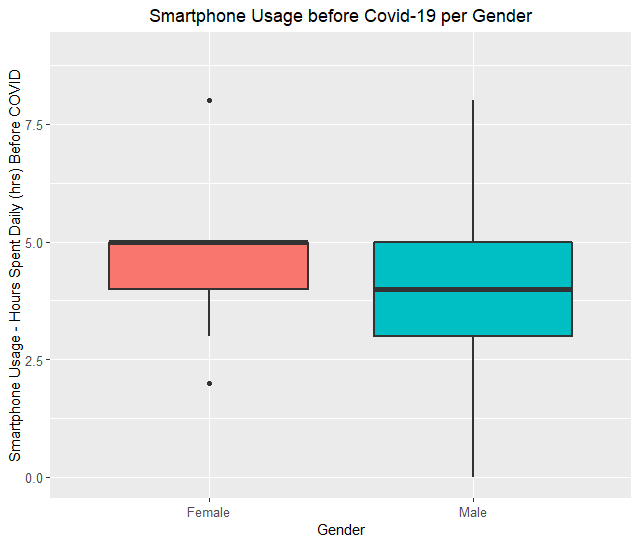 Smartphone Usage before Covid-19 per Gender
Smartphone Usage - Hours Spent Daily (hrs) Before COVID
7.5
5.0
2.5
0.0
Female
Male
Gender